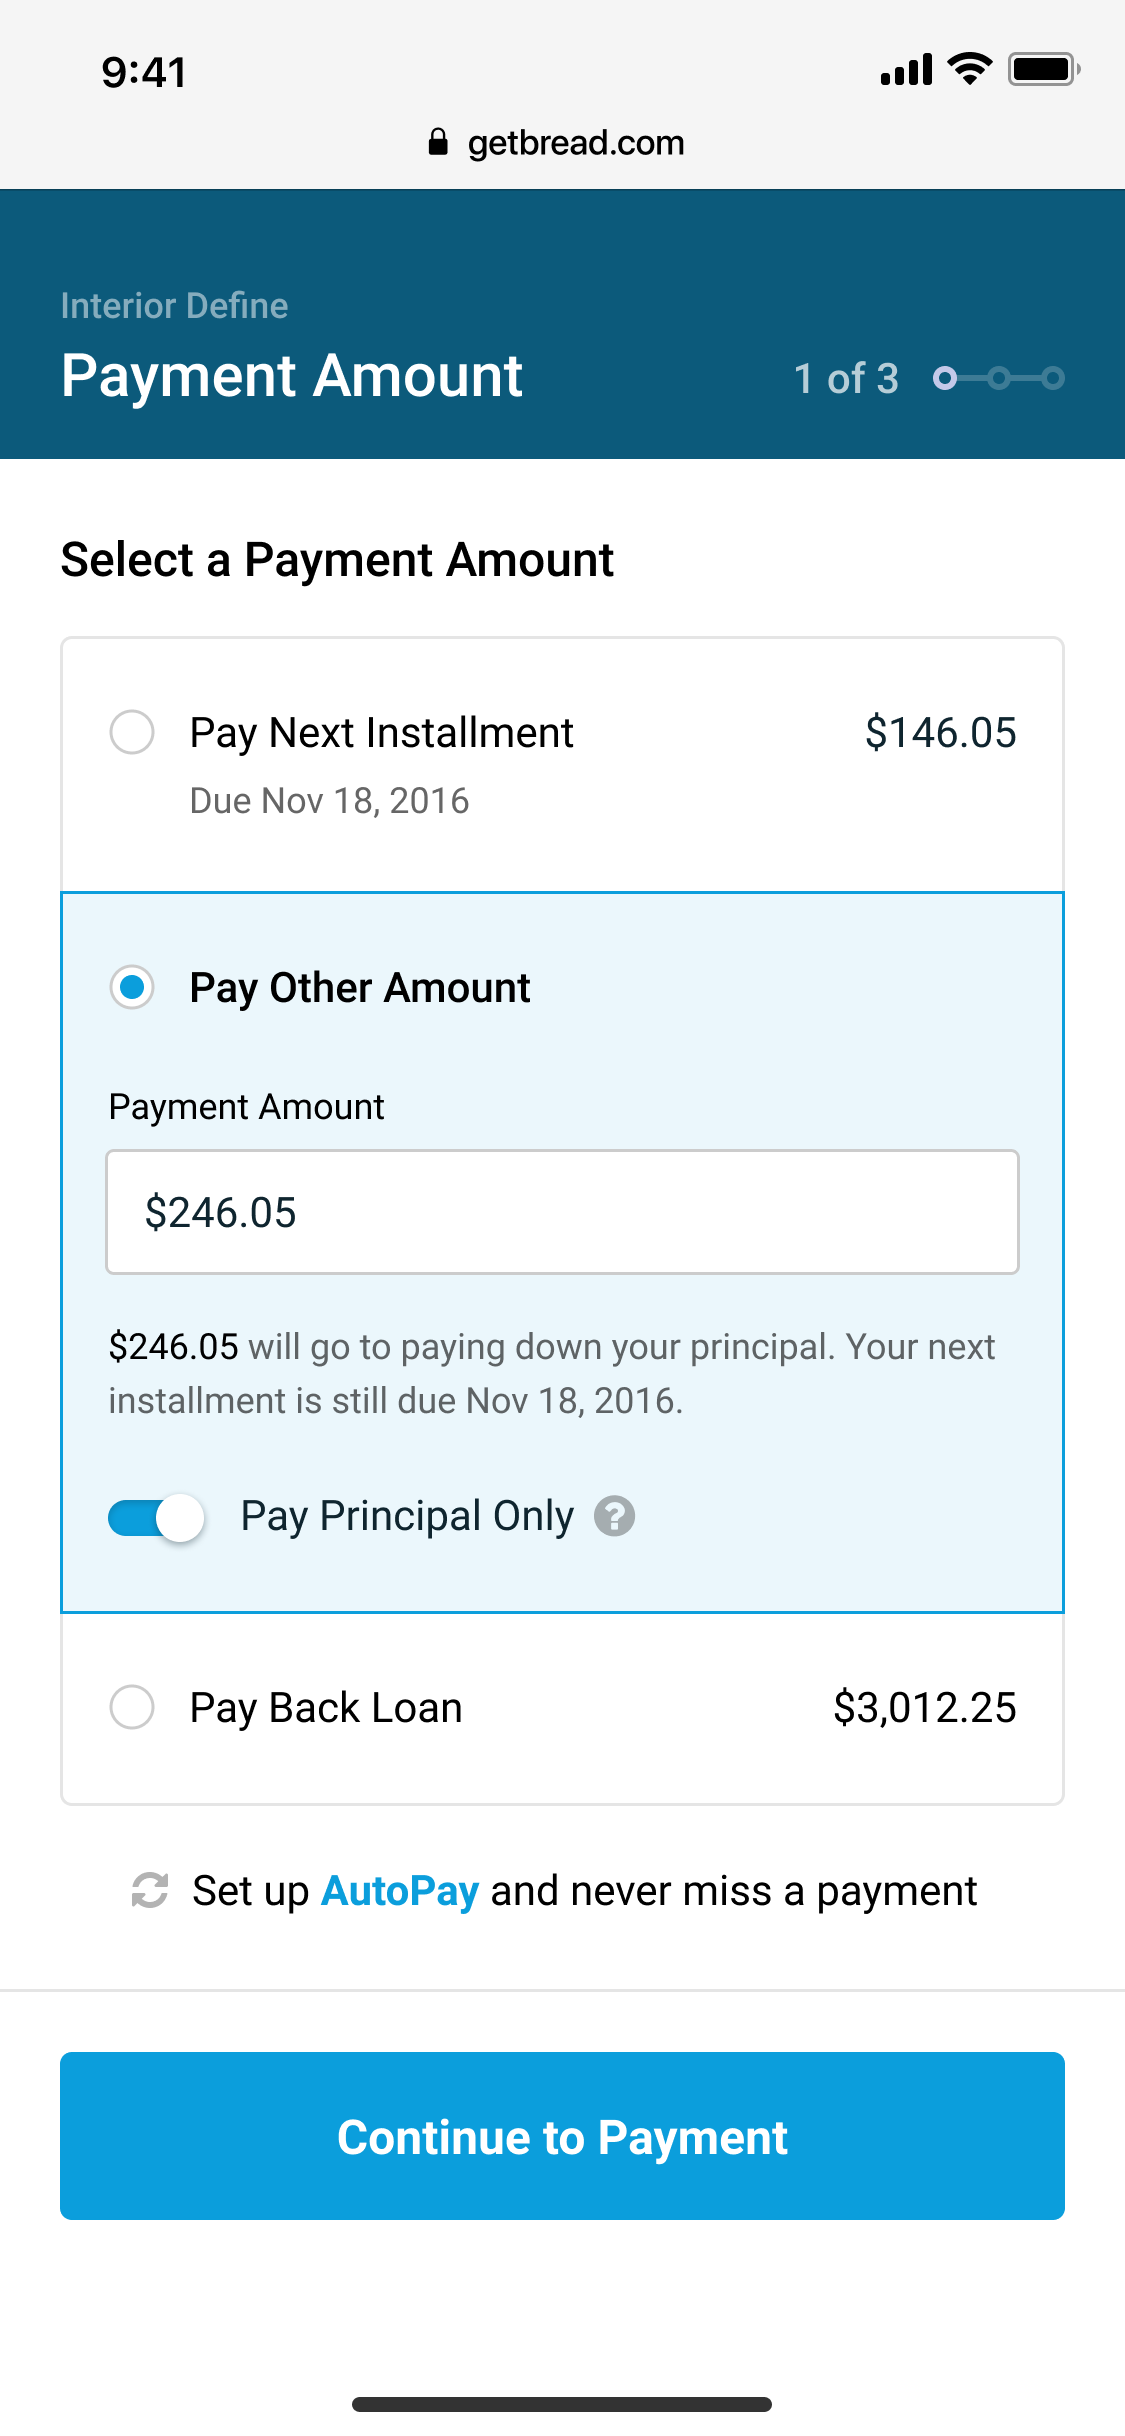 9:41
getbread.com
Interior Define
Payment Amount
1 of 3
Select a Payment Amount
Pay Next Installment $146.05
Due Nov 18, 2016
Pay Other Amount
Payment Amount
$246.05
$246.05 will go to paying down your principal. Your next
installment is still due Nov 18, 2016.
Pay Principal Only ?
Pay Back Loan $3,012.25
Set up AutoPay and never miss a payment
Continue to Payment